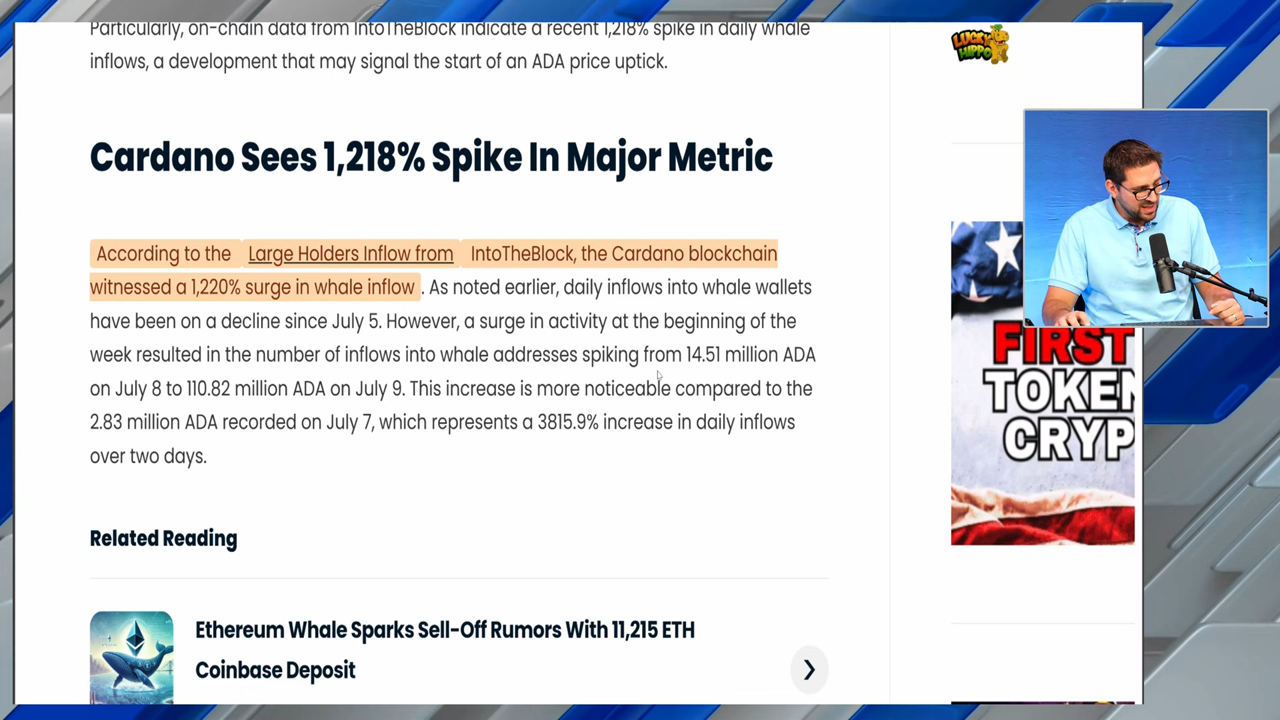 Particularly, on-chain data from IntoTheBlock indicate a recent 1,218% spike in daily whale
inflows, a development that may signal the start of an ADA price uptick.
Cardano Sees 1,218% Spike In Major Metric
According to the Large Holders Inflow from IntoTheBlock, the Cardano blockchain
witnessed a 1,220% surge in whale inflow . As noted earlier, daily inflows into whale wallets
have been on a decline since July 5. However, a surge in activity at the beginning of the
week resulted in the number of inflows into whale addresses spiking from 14.51 million ADA
on July 8 to 110.82 million ADA on July 9. This increase is more noticeable compared to the
2.83 million ADA recorded on July 7, which represents a 3815.9% increase in daily inflows
over two days.
Related Reading
Ethereum Whale Sparks Sell-Off Rumors With 11,215 ETH
Coinbase Deposit
LUCKY
HIPPO
FIRST
TOKEN
CRYP